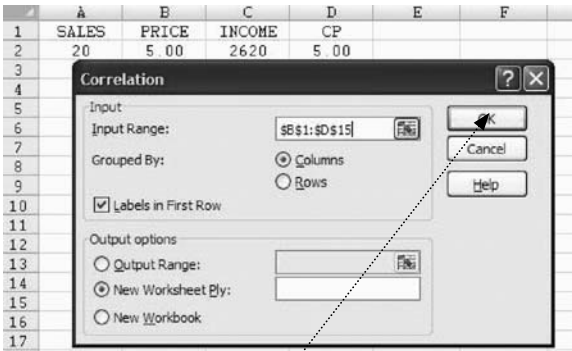 A B C D E F
1 SALES PRICE INCOME CP
2 20 5.00 2620 5.00
3
4
5
6
7
8
9
10
11
12
13
14
15
16
17
Correlation
Input
Input Range: $B$1:$D$15
Grouped By: Columns
Rows
Labels in First Row
Output options
Output Range:
New Worksheet Ply:
New Workbook
OK
Cancel
Help